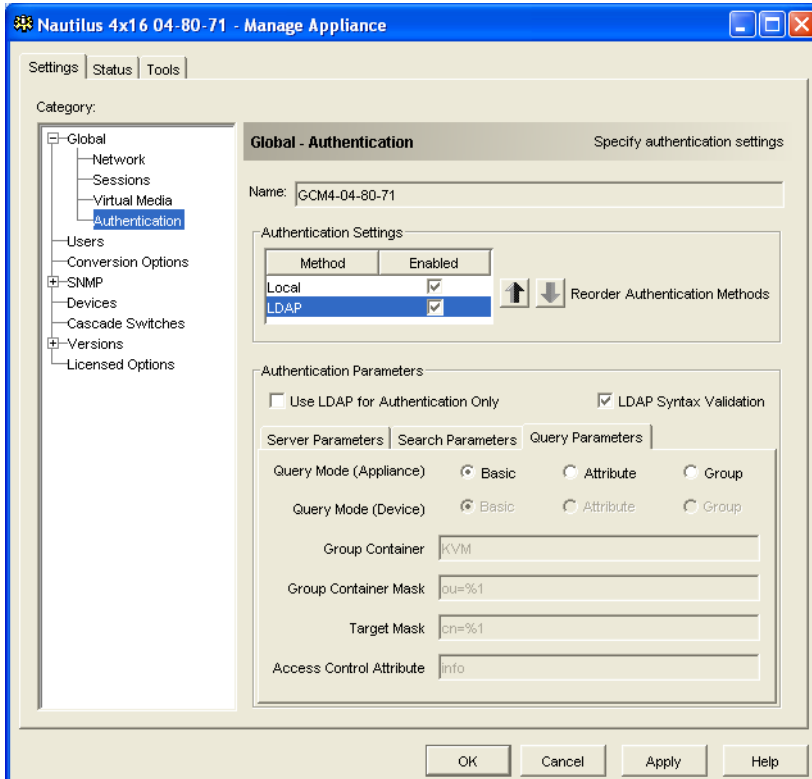 Nautilus 4x16 04-80-71 - Manage Appliance
Settings Status Tools
Category:
Global
Network
Sessions
Virtual Media
Authentication
Users
Conversion Options
SNMP
Devices
Cascade Switches
Versions
Licensed Options
Global - Authentication Specify authentication settings
Name: GCM4-04-80-71
Authentication Settings
Method Enabled
Local
LDAP
Reorder Authentication Methods
Authentication Parameters
Use LDAP for Authentication Only LDAP Syntax Validation
Server Parameters Search Parameters Query Parameters
Query Mode (Appliance) Basic Attribute Group
Query Mode (Device) Basic Attribute Group
Group Container KVM
Group Container Mask ou=%1
Target Mask cn=%1
Access Control Attribute info
OK Cancel Apply Help